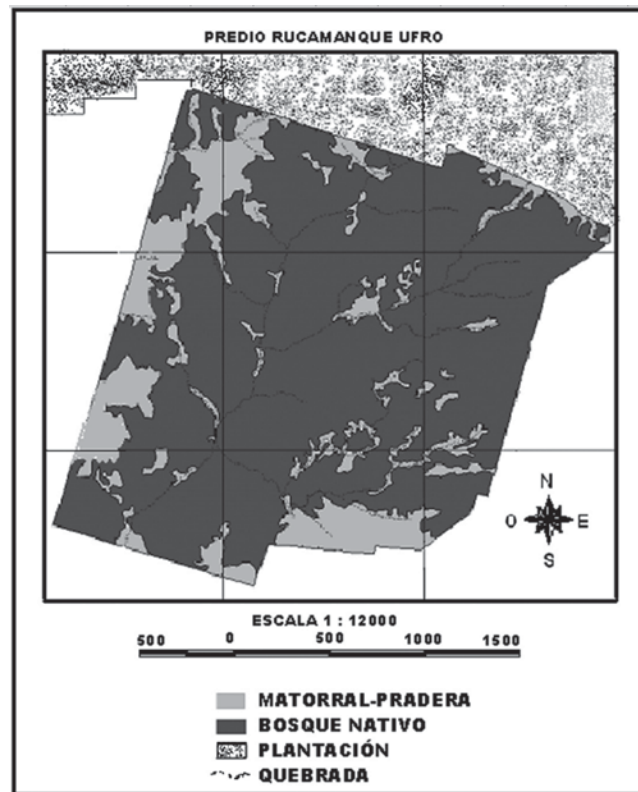 PREDIO RUCAMANQUE UFRO
N
O E
S
ESCALA 1 : 12000
500 0 500 1000 1500
MATORRAL-PRADERA
BOSQUE NATIVO
PLANTACIÓN
QUEBRADA